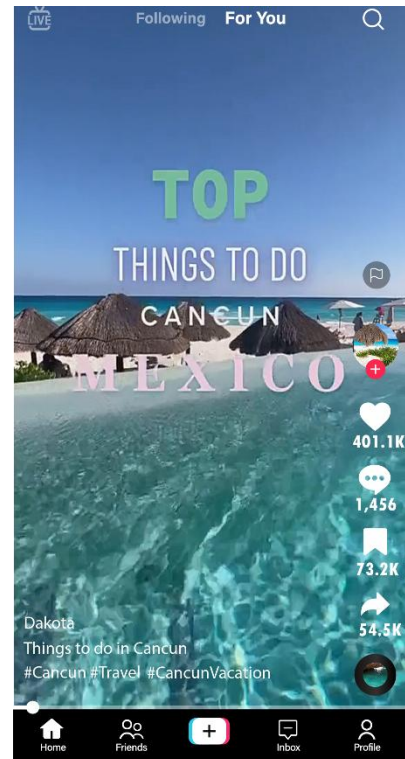 LIVE
Following For You
TOP
THINGS TO DO
CANCUN
MEXICO
401.1K
1,456
73.2K
54.5K
Dakota
Things to do in Cancun
#Cancun #Travel #CancunVacation
Home Friends Inbox Profile